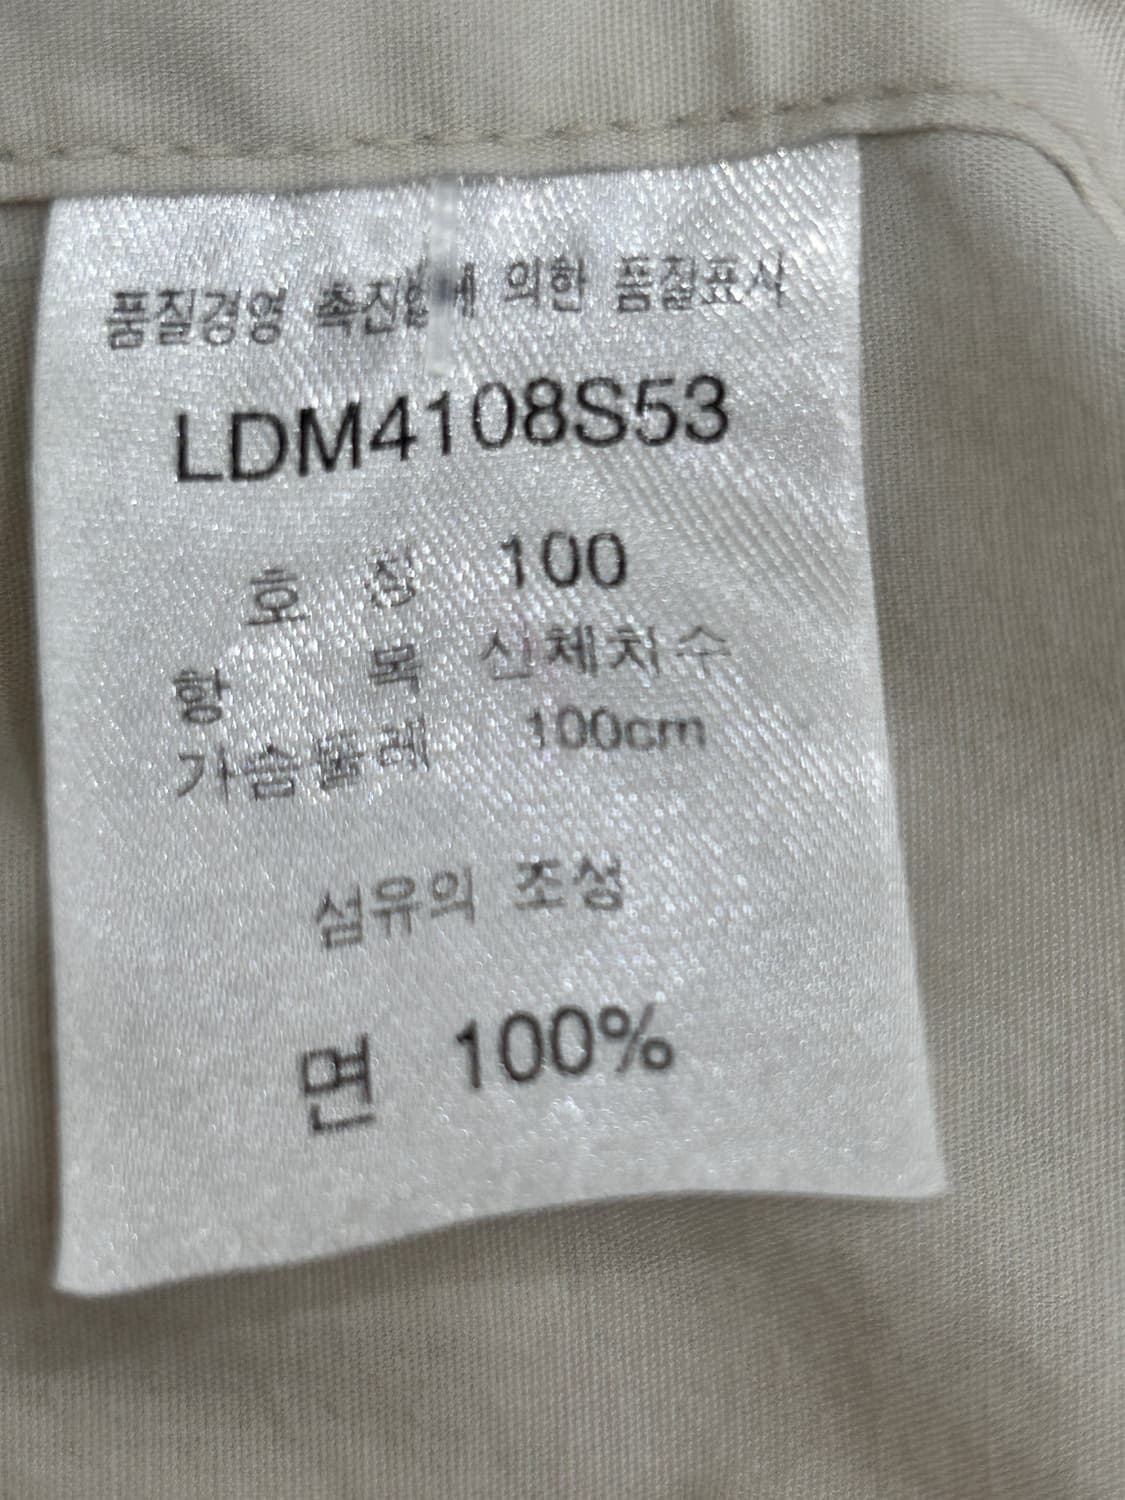 품질경영 촉진법에 의한 품질표시
LDM4108S53
호 칭 100
항 목 신체치수
가슴둘레 100cm
섬유의 조성
면 100%